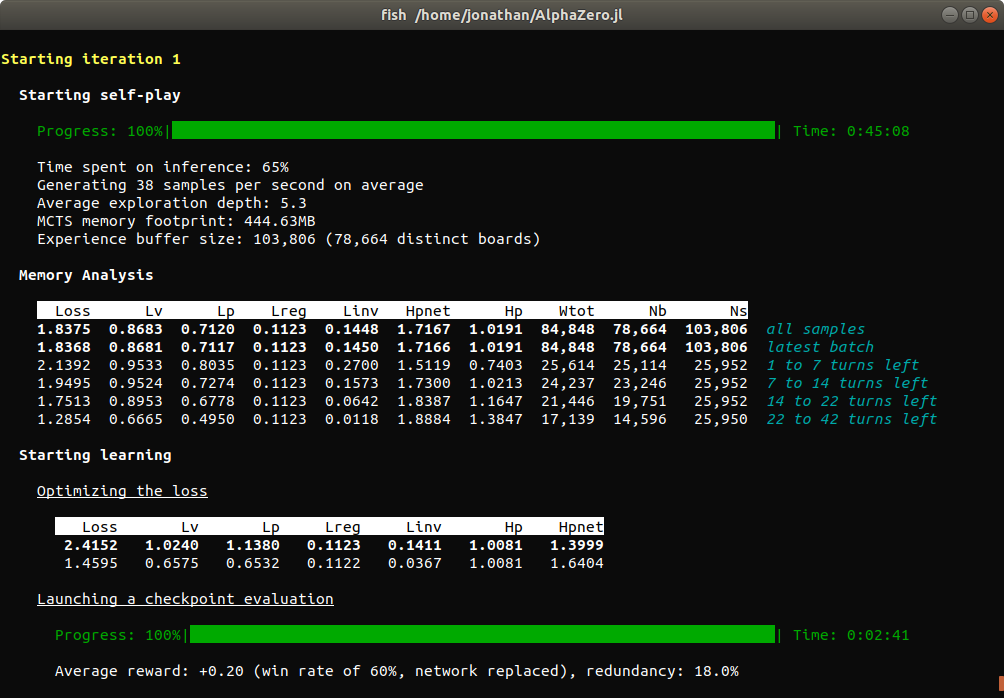 fish /home/jonathan/AlphaZero.jl
Starting iteration 1
Starting self-play
Progress: 100%| | Time: 0:45:08
Time spent on inference: 65%
Generating 38 samples per second on average
Average exploration depth: 5.3
MCTS memory footprint: 444.63MB
Experience buffer size: 103,806 (78,664 distinct boards)
Memory Analysis
Loss Lv Lp Lreg Linv Hpnet Hp Wtot Nb Ns
1.8375 0.8683 0.7120 0.1123 0.1448 1.7167 1.0191 84,848 78,664 103,806 all samples
1.8368 0.8681 0.7117 0.1123 0.1450 1.7166 1.0191 84,848 78,664 103,806 latest batch
2.1392 0.9533 0.8035 0.1123 0.2700 1.5119 0.7403 25,614 25,114 25,952 1 to 7 turns left
1.9495 0.9524 0.7274 0.1123 0.1573 1.7300 1.0213 24,237 23,246 25,952 7 to 14 turns left
1.7513 0.8953 0.6778 0.1123 0.0642 1.8387 1.1647 21,446 19,751 25,952 14 to 22 turns left
1.2854 0.6665 0.4950 0.1123 0.0118 1.8884 1.3847 17,139 14,596 25,950 22 to 42 turns left
Starting learning
Optimizing the loss
Loss Lv Lp Lreg Linv Hp Hpnet
2.4152 1.0240 1.1380 0.1123 0.1411 1.0081 1.3999
1.4595 0.6575 0.6532 0.1122 0.0367 1.0081 1.6404
Launching a checkpoint evaluation
Progress: 100%| | Time: 0:02:41
Average reward: +0.20 (win rate of 60%, network replaced), redundancy: 18.0%